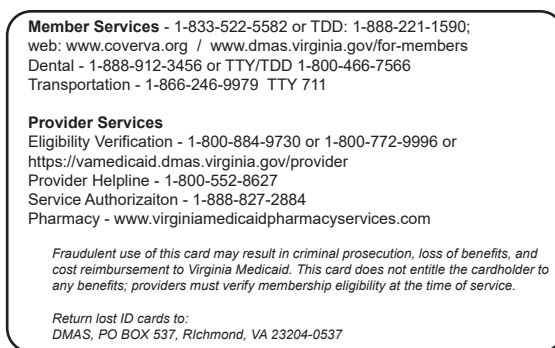 Member Services - 1-833-522-5582 or TDD: 1-888-221-1590;
web: www.coverva.org / www.dmas.virginia.gov/for-members
Dental - 1-888-912-3456 or TTY/TDD 1-800-466-7566
Transportation - 1-866-246-9979 TTY 711
Provider Services
Eligibility Verification - 1-800-884-9730 or 1-800-772-9996 or
https://vamedicaid.dmas.virginia.gov/provider
Provider Helpline - 1-800-552-8627
Service Authorizaiton - 1-888-827-2884
Pharmacy - www.virginiamedicaidpharmacyservices.com
Fraudulent use of this card may result in criminal prosecution, loss of benefits, and
cost reimbursement to Virginia Medicaid. This card does not entitle the cardholder to
any benefits; providers must verify membership eligibility at the time of service.
Return lost ID cards to:
DMAS, PO BOX 537, RIchmond, VA 23204-0537